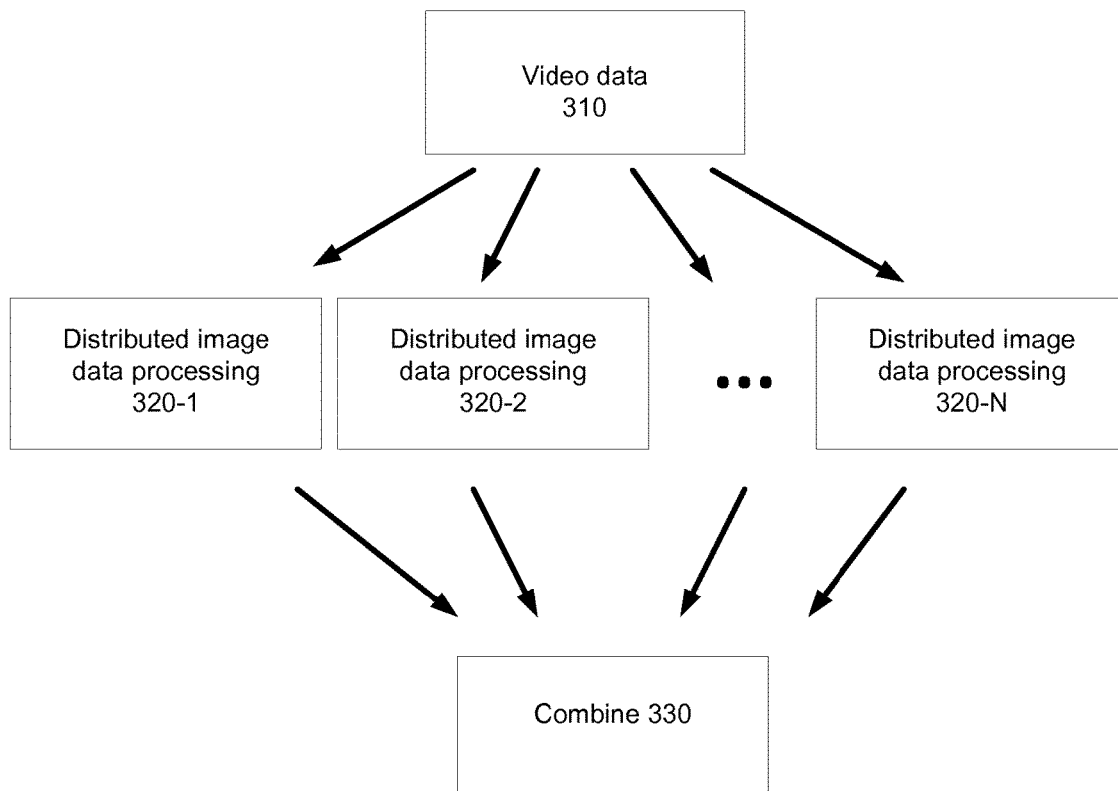 Video data
310
Distributed image
data processing
320-1
Distributed image
data processing
320-2
Distributed image
data processing
320-N
Combine 330